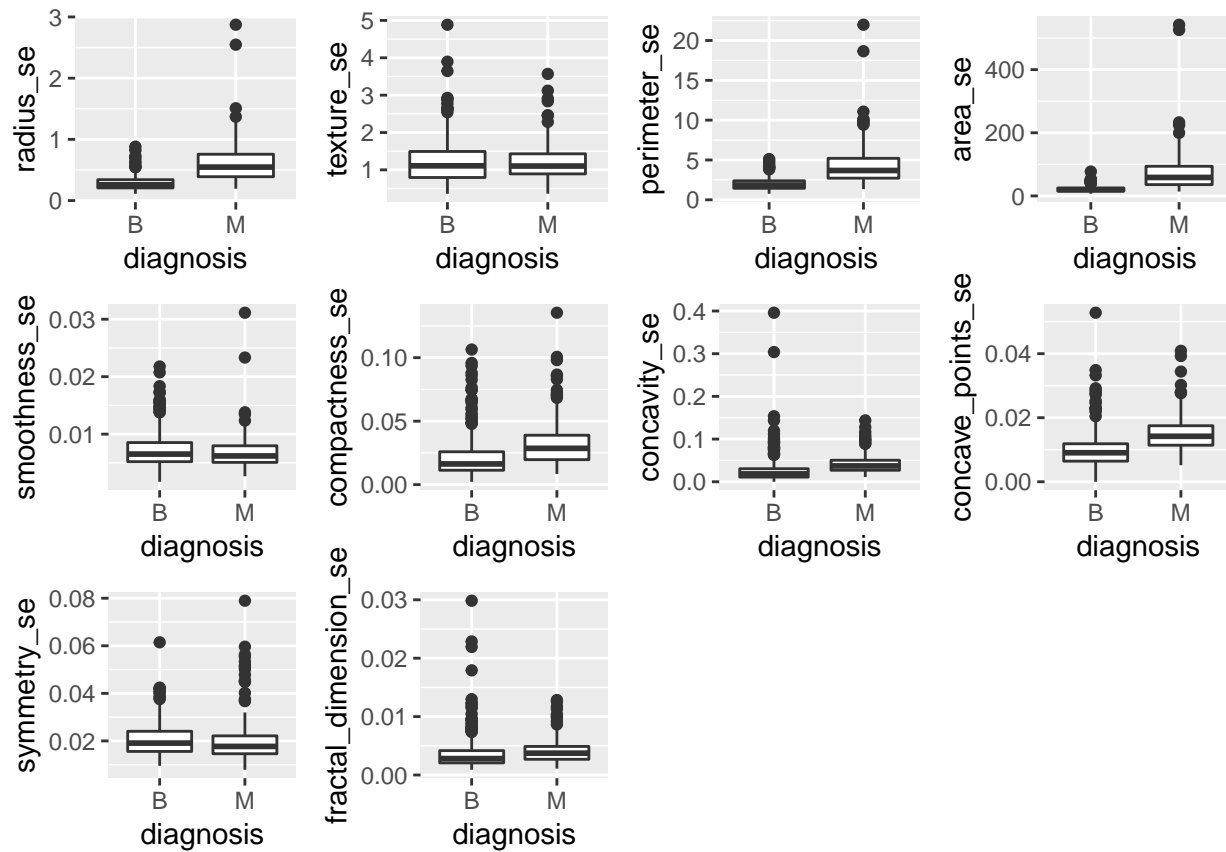 radius_se
3
2
1
0
B M
diagnosis
texture_se
5
4
3
2
1
B M
diagnosis
perimeter_se
20
15
10
5
0
B M
diagnosis
area_se
400
200
0
B M
diagnosis
smoothness_se
0.03
0.02
0.01
B M
diagnosis
compactness_se
0.10
0.05
0.00
B M
diagnosis
concavity_se
0.4
0.3
0.2
0.1
0.0
B M
diagnosis
concave_points_se
0.04
0.02
0.00
B M
diagnosis
symmetry_se
0.08
0.06
0.04
0.02
B M
diagnosis
fractal_dimension_se
0.03
0.02
0.01
0.00
B M
diagnosis